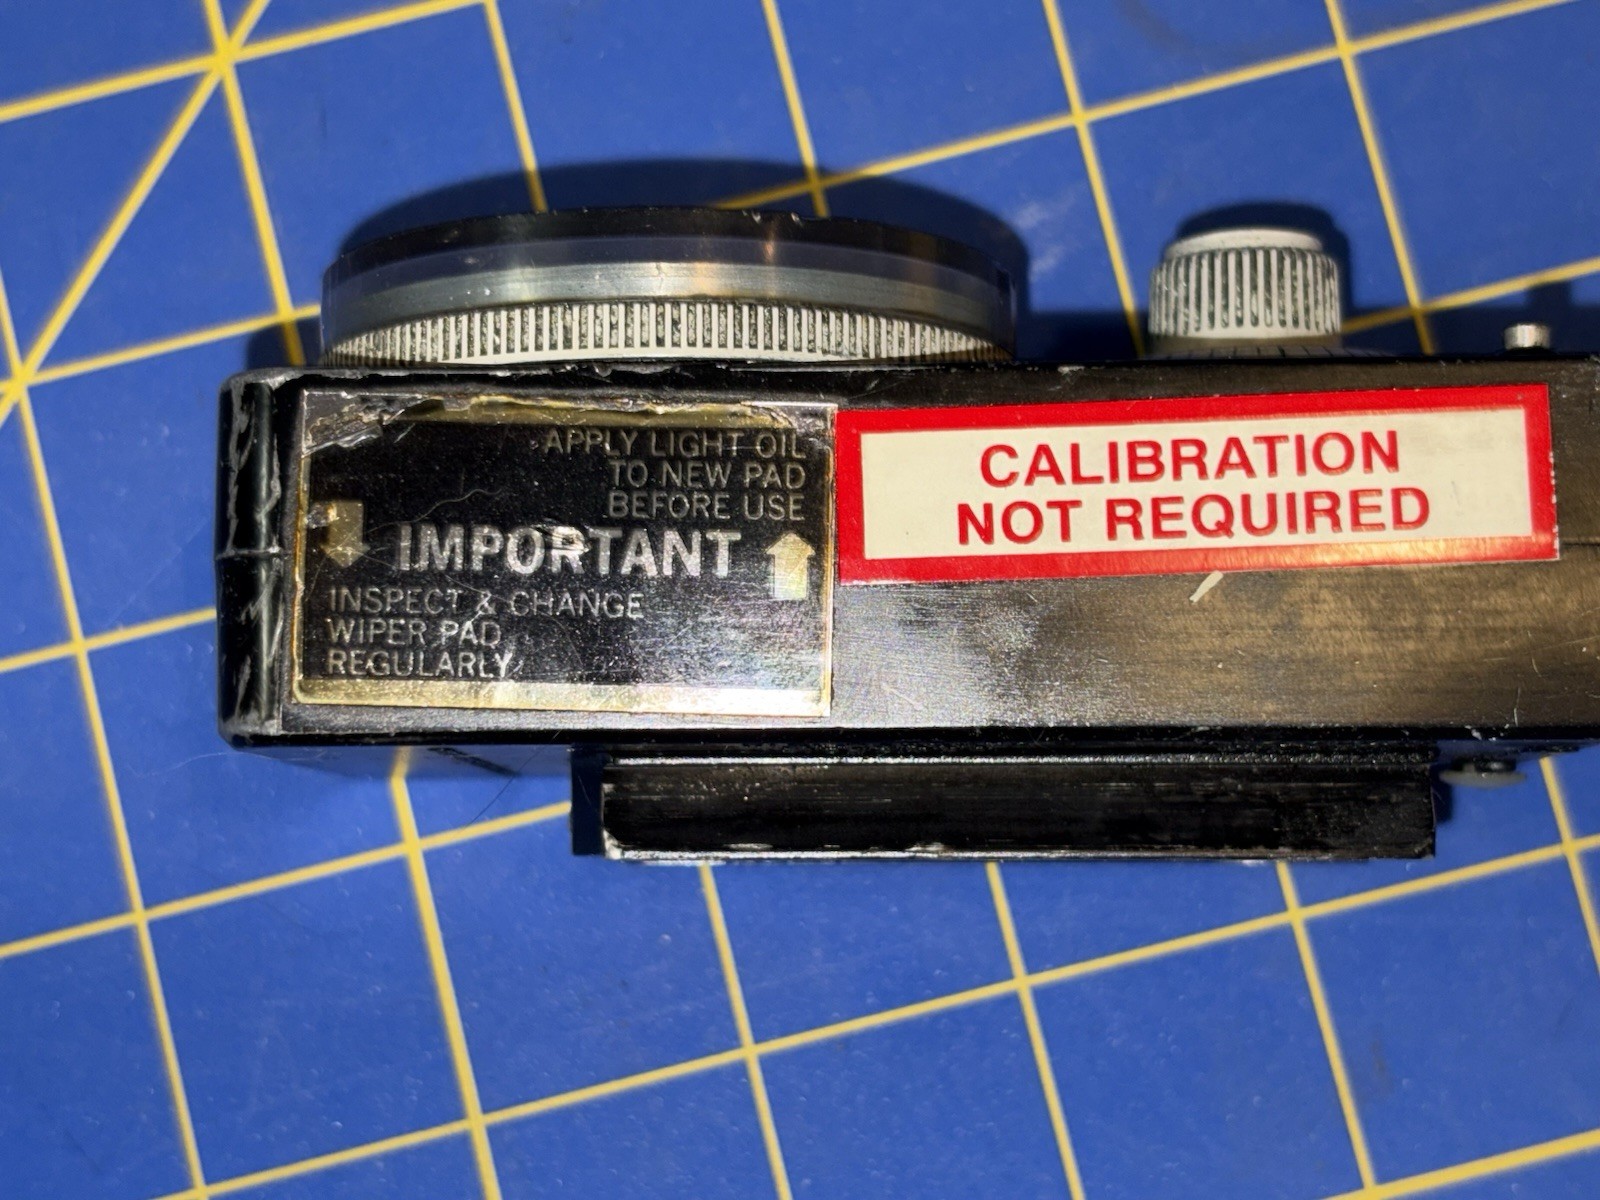 APPLY LIGHT OIL
TO NEW PAD
BEFORE USE
IMPORTANT
INSPECT & CHANGE
WIPER PAD
REGULARLY
CALIBRATION
NOT REQUIRED